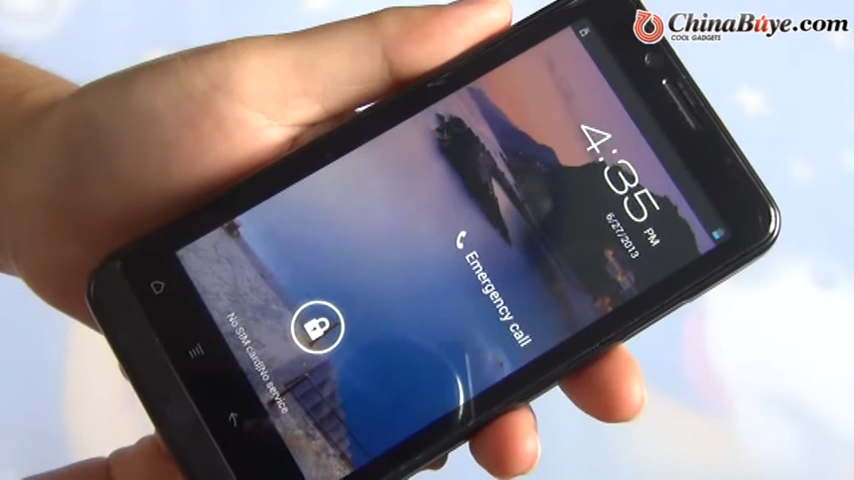 ChinaBuye.com
COOL GADGETS
4:35 PM
6/27/2013
Emergency call
No SIM card|No service